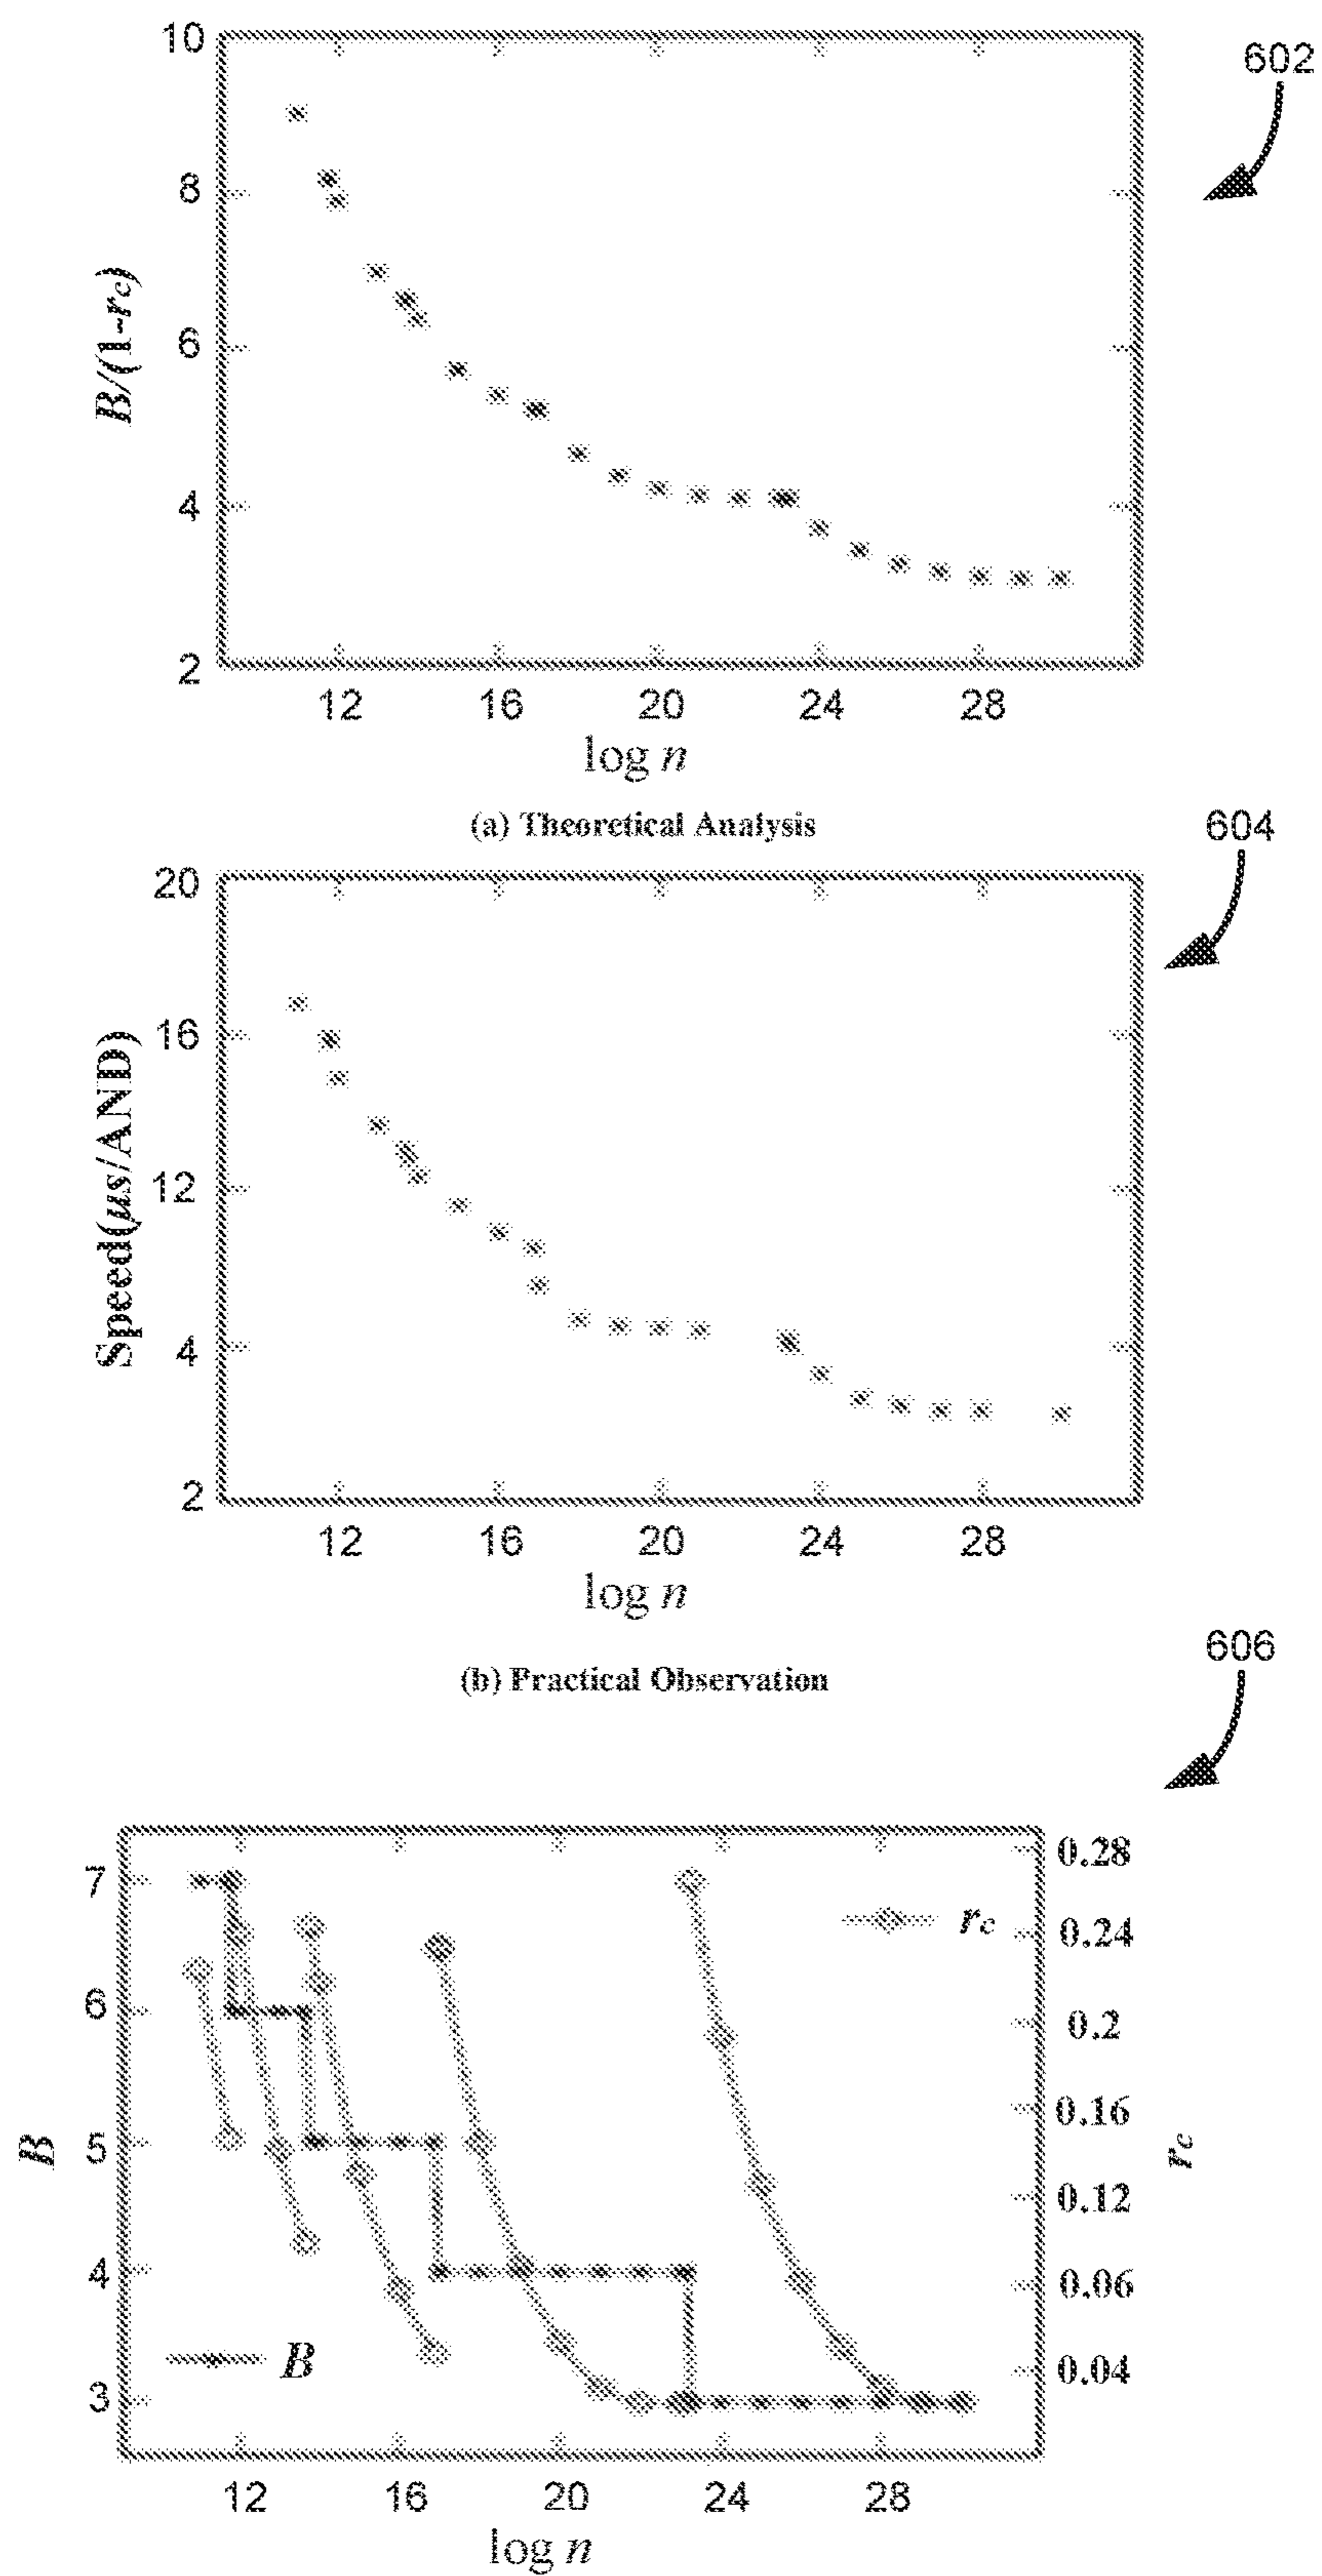 602
10
8
6
4
2
B/(1-rc)
12 16 20 24 28
log n
(a) Theoretical Analysis
604
20
16
12
4
2
Speed(μs/AND)
12 16 20 24 28
log n
(b) Practical Observation
606
7
6
5
4
3
B
rc
B
0.28
0.24
0.2
0.16
0.12
0.06
0.04
rc
12 16 20 24 28
log n